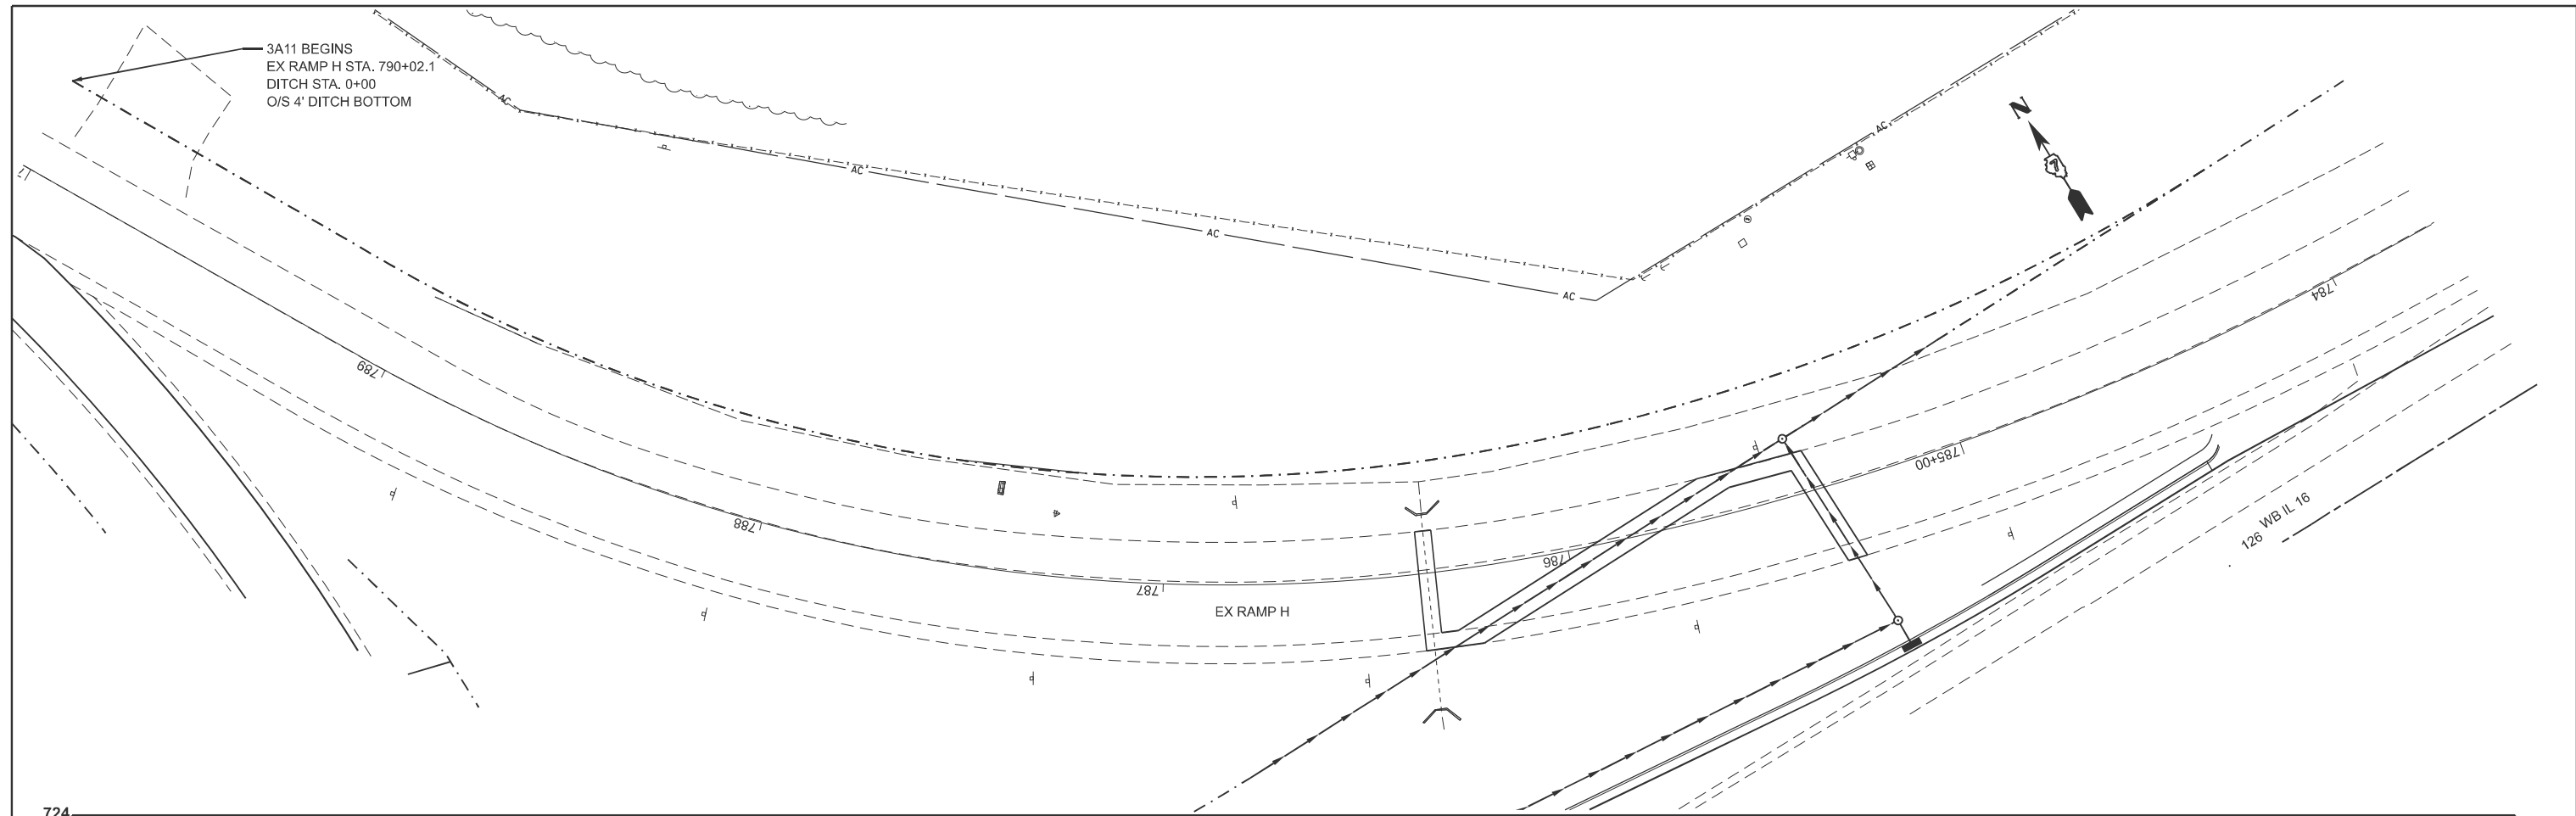 3A11 BEGINS
EX RAMP H STA. 790+02.1
DITCH STA. 0+00
O/S 4' DITCH BOTTOM
AC
AC
AC
AC
AC
N
7
784
785+00
786
787
788
789
EX RAMP H
WB IL 16
126
724